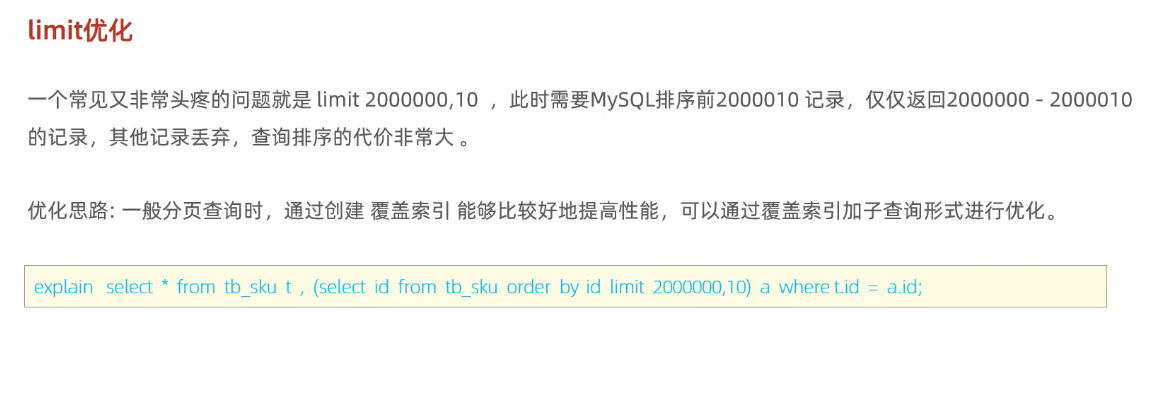 limit优化
一个常见又非常头疼的问题就是 limit 2000000,10 ，此时需要MySQL排序前2000010 记录，仅仅返回2000000 - 2000010
的记录，其他记录丢弃，查询排序的代价非常大 。
优化思路: 一般分页查询时，通过创建 覆盖索引 能够比较好地提高性能，可以通过覆盖索引加子查询形式进行优化。
explain select * from tb_sku t , (select id from tb_sku order by id limit 2000000,10) a where t.id = a.id;